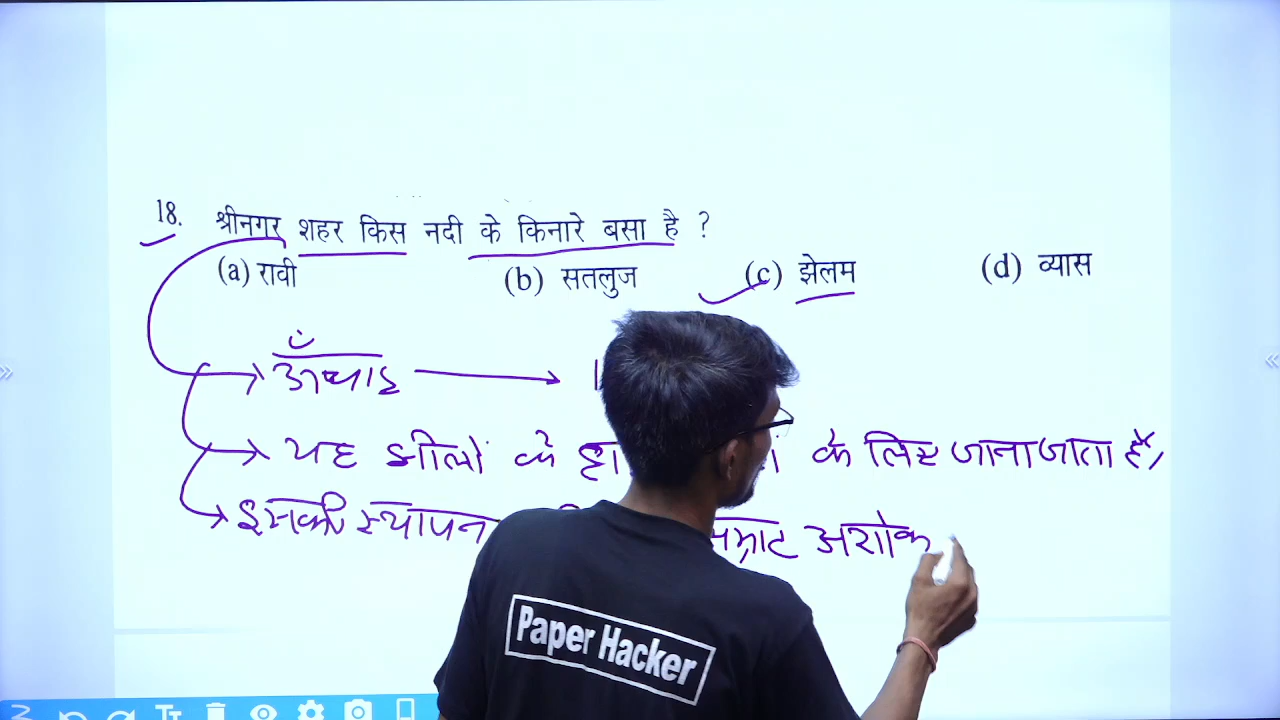 18. श्रीनगर शहर किस नदी के किनारे बसा है ?
(a) रावी (b) सतलुज (c) झेलम (d) व्यास
ऊँचाई
यह झीलों के के लिए जाना जाता है,
इसकी स्थापना सम्राट अशोक
Paper Hacker